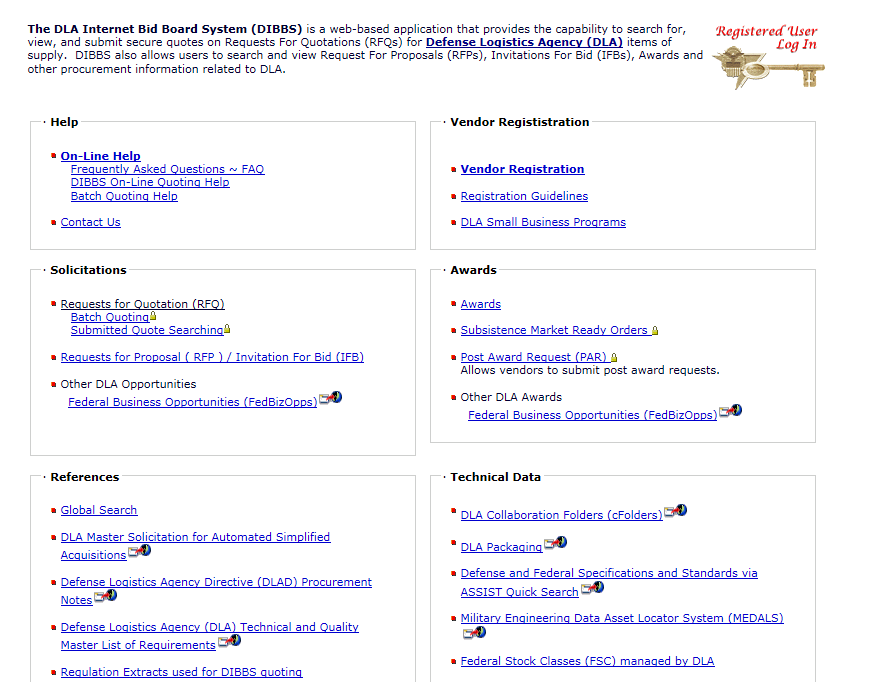 The DLA Internet Bid Board System (DIBBS) is a web-based application that provides the capability to search for,
view, and submit secure quotes on Requests For Quotations (RFQs) for Defense Logistics Agency (DLA) items of
supply. DIBBS also allows users to search and view Request For Proposals (RFPs), Invitations For Bid (IFBs), Awards and
other procurement information related to DLA.
Registered User
Log In
· Help
On-Line Help
Frequently Asked Questions ~ FAQ
DIBBS On-Line Quoting Help
Batch Quoting Help
Contact Us
· Vendor Regististration
Vendor Registration
Registration Guidelines
DLA Small Business Programs
· Solicitations
Requests for Quotation (RFQ)
Batch Quoting
Submitted Quote Searching
Requests for Proposal ( RFP ) / Invitation For Bid (IFB)
Other DLA Opportunities
Federal Business Opportunities (FedBizOpps)
· Awards
Awards
Subsistence Market Ready Orders
Post Award Request (PAR)
Allows vendors to submit post award requests.
Other DLA Awards
Federal Business Opportunities (FedBizOpps)
· References
Global Search
DLA Master Solicitation for Automated Simplified
Acquisitions
Defense Logistics Agency Directive (DLAD) Procurement
Notes
Defense Logistics Agency (DLA) Technical and Quality
Master List of Requirements
Regulation Extracts used for DIBBS quoting
· Technical Data
DLA Collaboration Folders (cFolders)
DLA Packaging
Defense and Federal Specifications and Standards via
ASSIST Quick Search
Military Engineering Data Asset Locator System (MEDALS)
Federal Stock Classes (FSC) managed by DLA